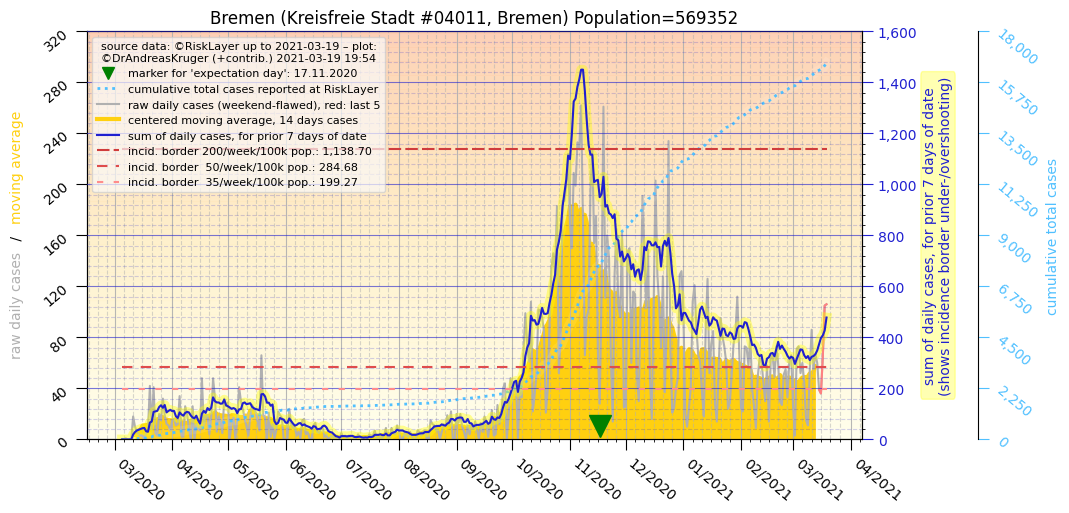 Bremen (Kreisfreie Stadt #04011, Bremen) Population=569352
source data: ©RiskLayer up to 2021-03-19 – plot:
©DrAndreasKruger (+contrib.) 2021-03-19 19:54
marker for 'expectation day': 17.11.2020
cumulative total cases reported at RiskLayer
raw daily cases (weekend-flawed), red: last 5
centered moving average, 14 days cases
sum of daily cases, for prior 7 days of date
incid. border 200/week/100k pop.: 1,138.70
incid. border  50/week/100k pop.: 284.68
incid. border  35/week/100k pop.: 199.27
raw daily cases / moving average
320
280
240
200
160
120
80
40
0
03/2020
04/2020
05/2020
06/2020
07/2020
08/2020
09/2020
10/2020
11/2020
12/2020
01/2021
02/2021
03/2021
04/2021
1,600
1,400
1,200
1,000
800
600
400
200
0
sum of daily cases, for prior 7 days of date
(shows incidence border under-/overshooting)
18,000
15,750
13,500
11,250
9,000
6,750
4,500
2,250
0
cumulative total cases